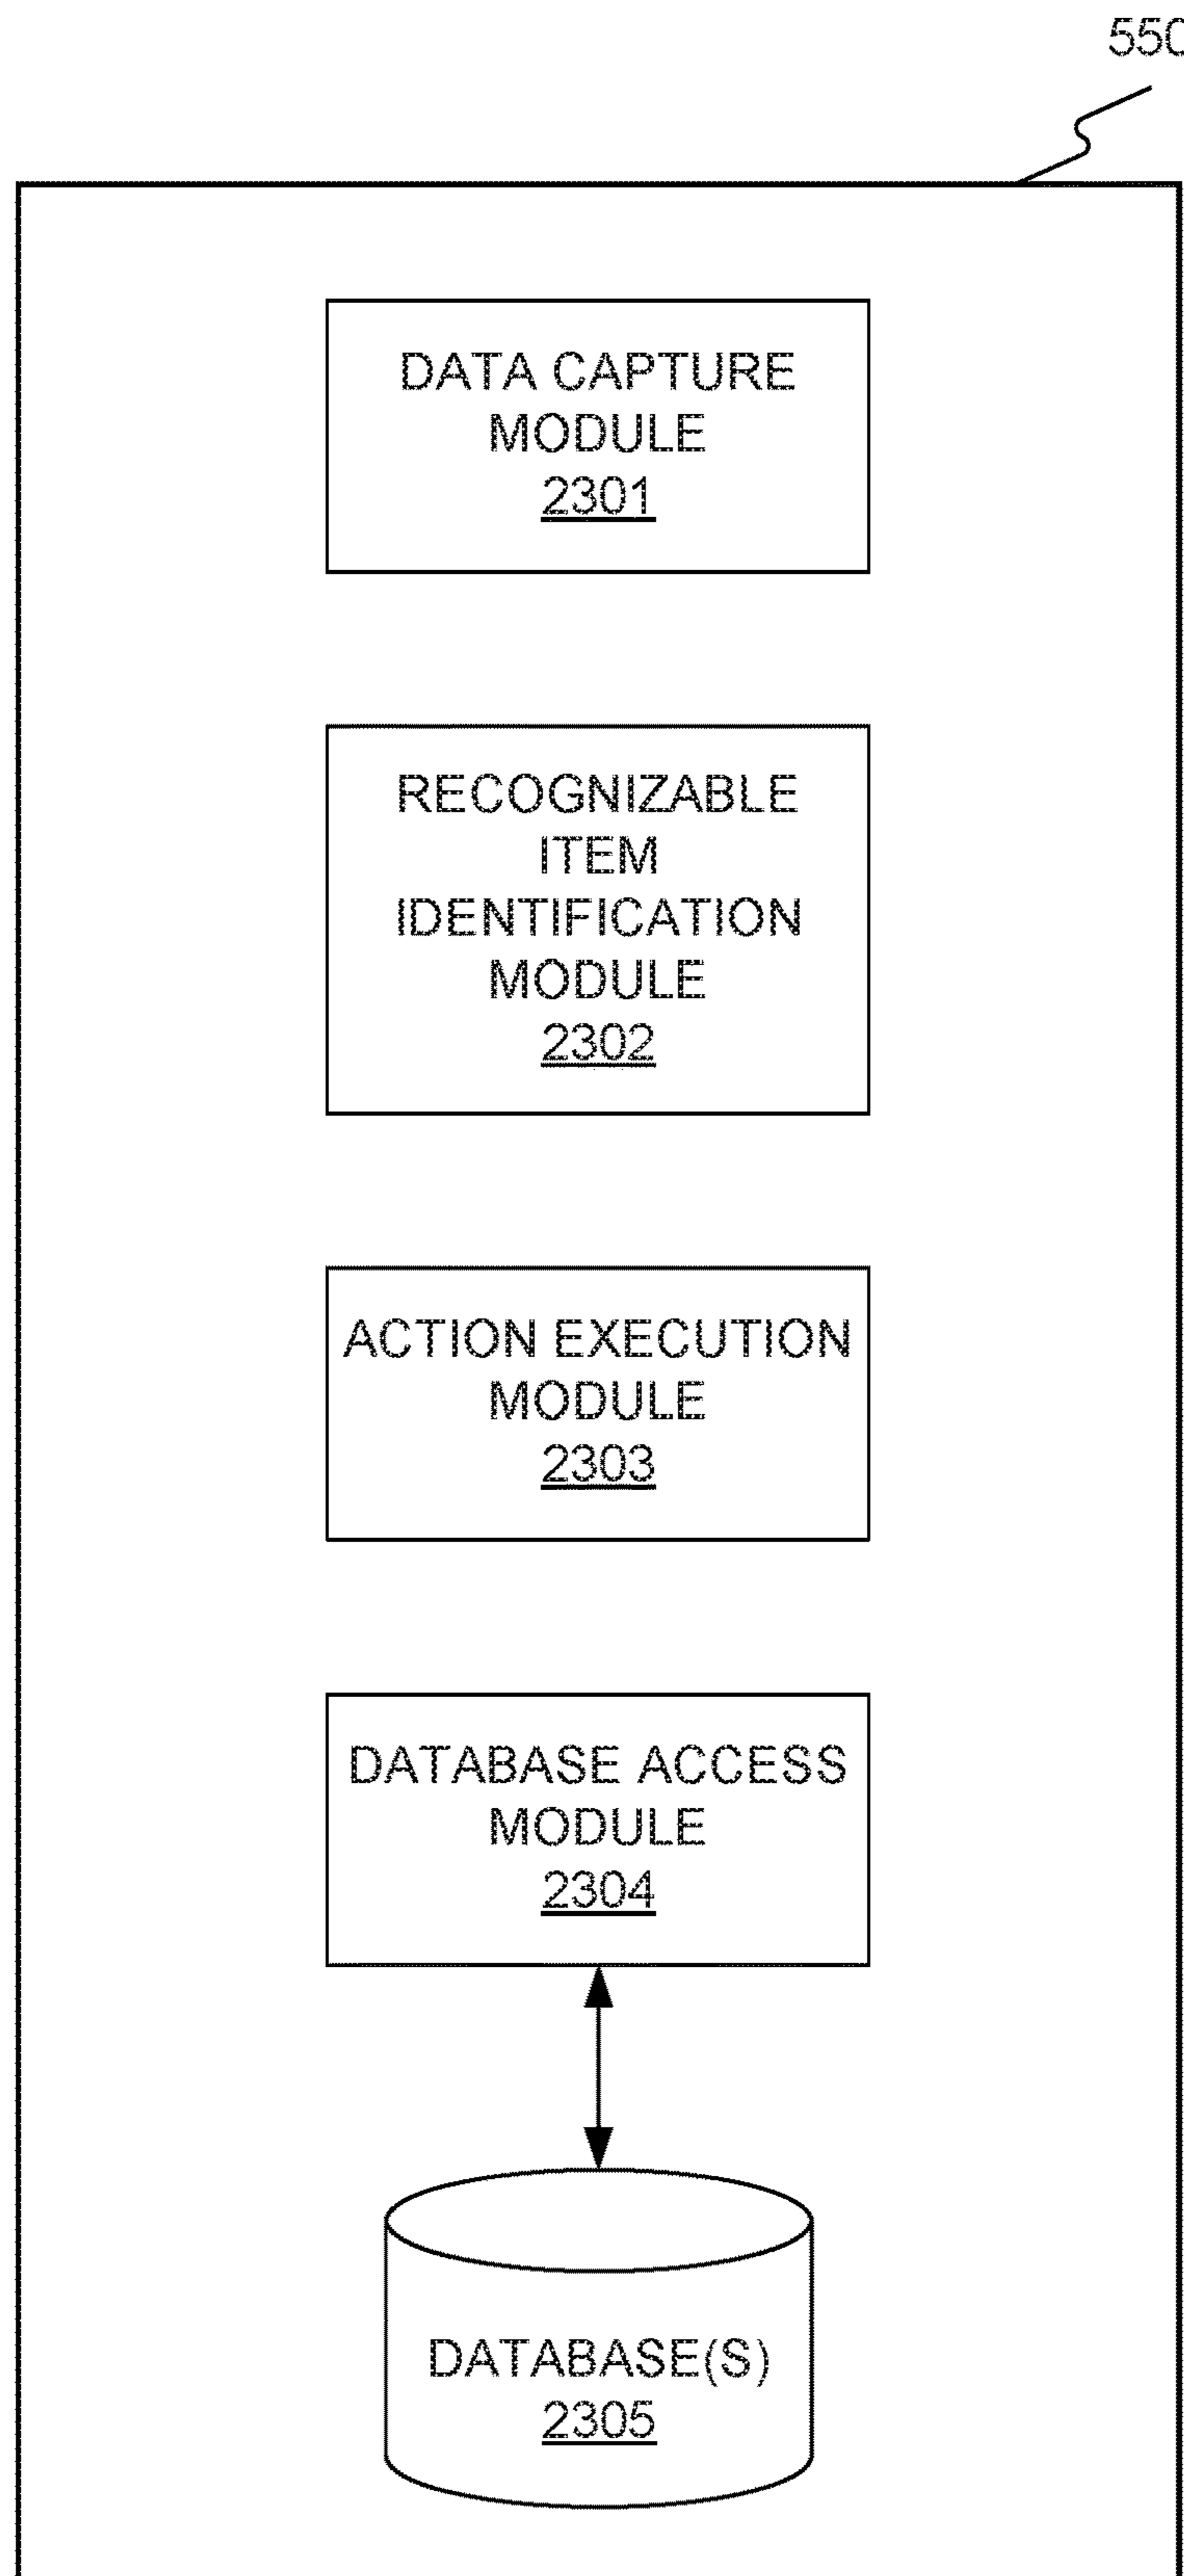 550
DATA CAPTURE
MODULE
2301
RECOGNIZABLE
ITEM
IDENTIFICATION
MODULE
2302
ACTION EXECUTION
MODULE
2303
DATABASE ACCESS
MODULE
2304
DATABASE(S)
2305